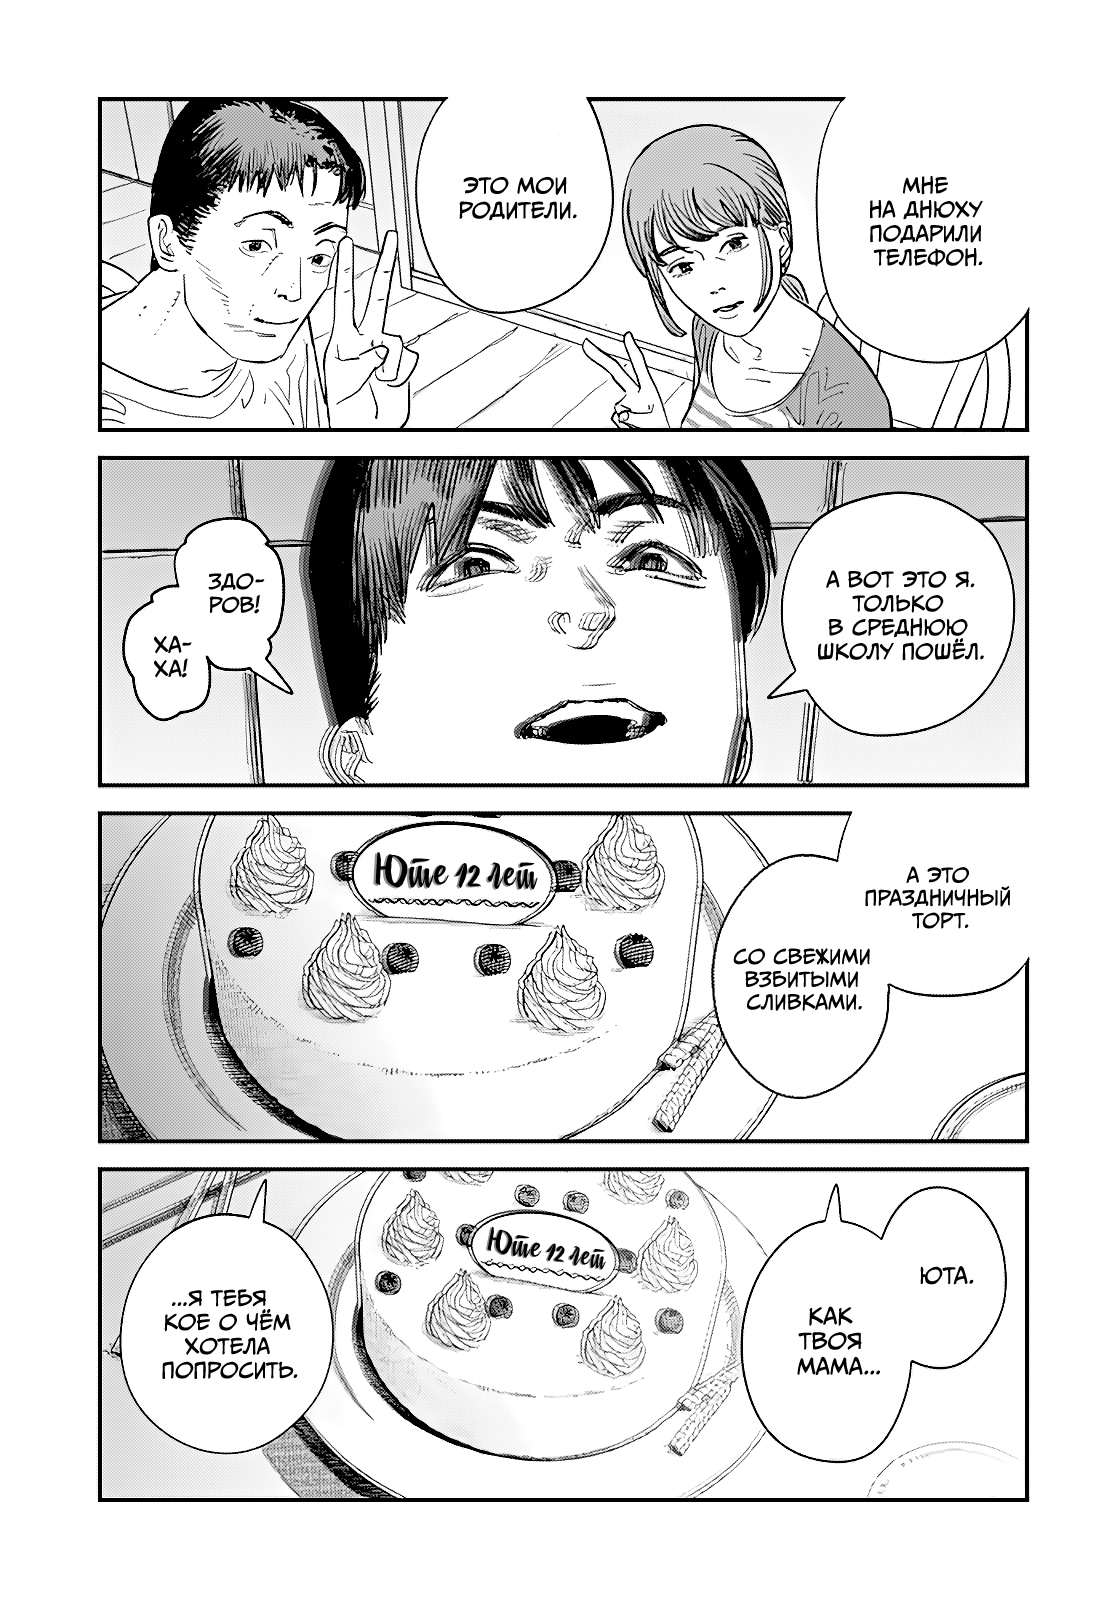 МНЕ
НА ДНЮХУ
ПОДАРИЛИ
ТЕЛЕФОН.
ЭТО МОИ
РОДИТЕЛИ.
А ВОТ ЭТО Я.
ТОЛЬКО
В СРЕДНЮЮ
ШКОЛУ ПОШЁЛ.
ЗДО-
РОВ!
ХА-
ХА!
А ЭТО
ПРАЗДНИЧНЫЙ
ТОРТ.
СО СВЕЖИМИ
ВЗБИТЫМИ
СЛИВКАМИ.
Юте 12 лет
ЮТА.
КАК
ТВОЯ
МАМА...
Юте 12 лет
...Я ТЕБЯ
КОЕ О ЧЁМ
ХОТЕЛА
ПОПРОСИТЬ.